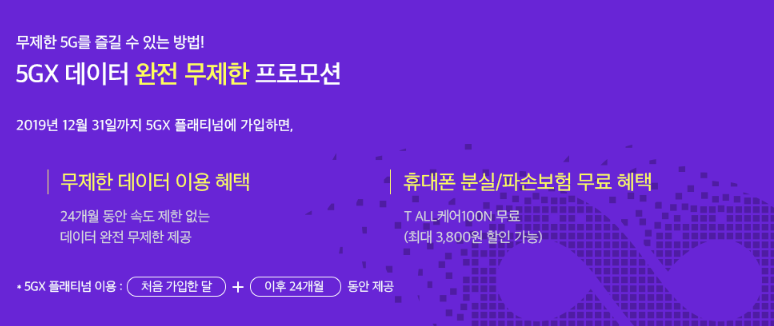 무제한 5G를 즐길 수 있는 방법!
5GX 데이터 완전 무제한 프로모션
2019년 12월 31일까지 5GX 플래티넘에 가입하면,
무제한 데이터 이용 혜택
24개월 동안 속도 제한 없는
데이터 완전 무제한 제공
휴대폰 분실/파손보험 무료 혜택
T ALL케어100N 무료
(최대 3,800원 할인 가능)
* 5GX 플래티넘 이용 : 처음 가입한 달 + 이후 24개월 동안 제공